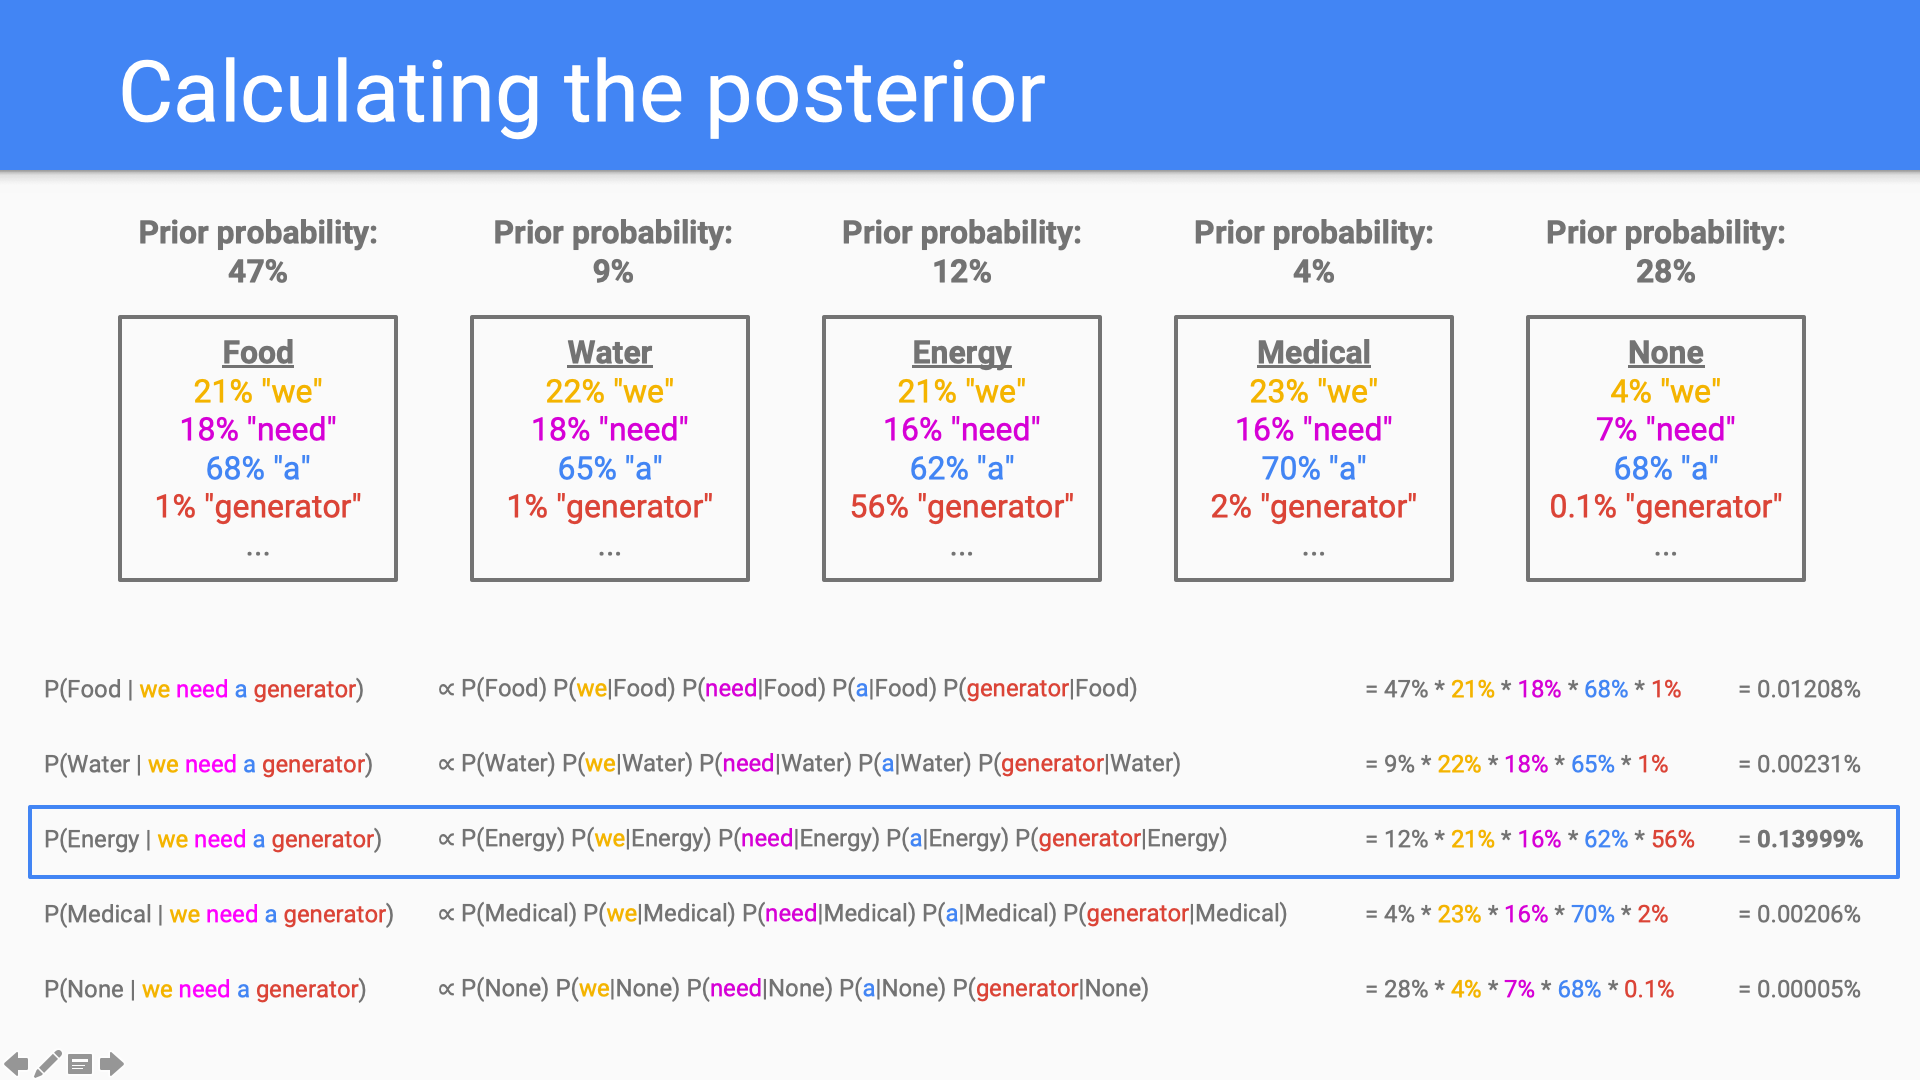 Calculating the posterior
Prior probability:
47%
Prior probability:
9%
Prior probability:
12%
Prior probability:
4%
Prior probability:
28%
Food
21% "we"
18% "need"
68% "a"
1% "generator"
...
Water
22% "we"
18% "need"
65% "a"
1% "generator"
...
Energy
21% "we"
16% "need"
62% "a"
56% "generator"
...
Medical
23% "we"
16% "need"
70% "a"
2% "generator"
...
None
4% "we"
7% "need"
68% "a"
0.1% "generator"
...
P(Food | we need a generator) ∝ P(Food) P(we|Food) P(need|Food) P(a|Food) P(generator|Food) = 47% * 21% * 18% * 68% * 1% = 0.01208%
P(Water | we need a generator) ∝ P(Water) P(we|Water) P(need|Water) P(a|Water) P(generator|Water) = 9% * 22% * 18% * 65% * 1% = 0.00231%
P(Energy | we need a generator) ∝ P(Energy) P(we|Energy) P(need|Energy) P(a|Energy) P(generator|Energy) = 12% * 21% * 16% * 62% * 56% = 0.13999%
P(Medical | we need a generator) ∝ P(Medical) P(we|Medical) P(need|Medical) P(a|Medical) P(generator|Medical) = 4% * 23% * 16% * 70% * 2% = 0.00206%
P(None | we need a generator) ∝ P(None) P(we|None) P(need|None) P(a|None) P(generator|None) = 28% * 4% * 7% * 68% * 0.1% = 0.00005%